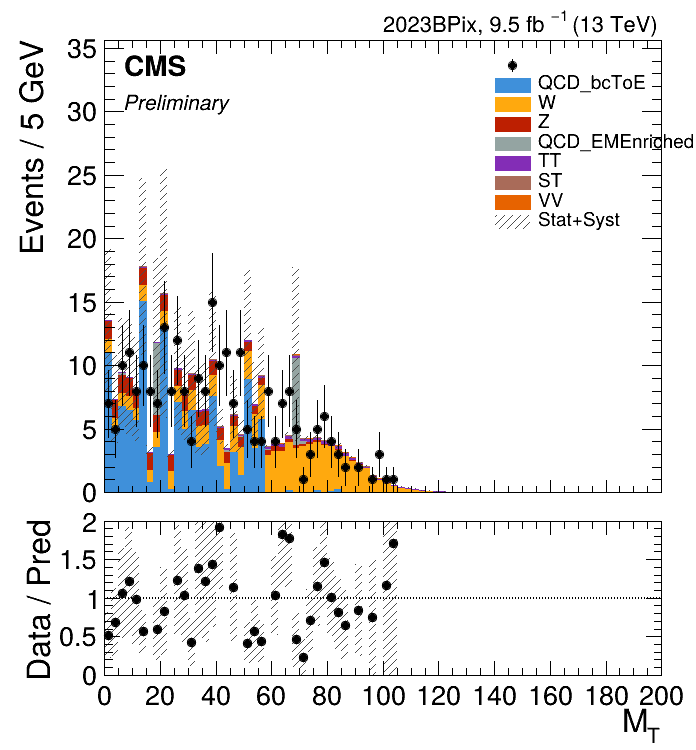 2023BPix, 9.5 fb⁻¹ (13 TeV)
Events / 5 GeV
35
30
25
20
15
10
5
0
CMS
Preliminary
QCD_bcToE
W
Z
QCD_EMEnriched
TT
ST
VV
Stat+Syst
Data / Pred
2
1.5
1
0.5
0
0 20 40 60 80 100 120 140 160 180 200
M_T